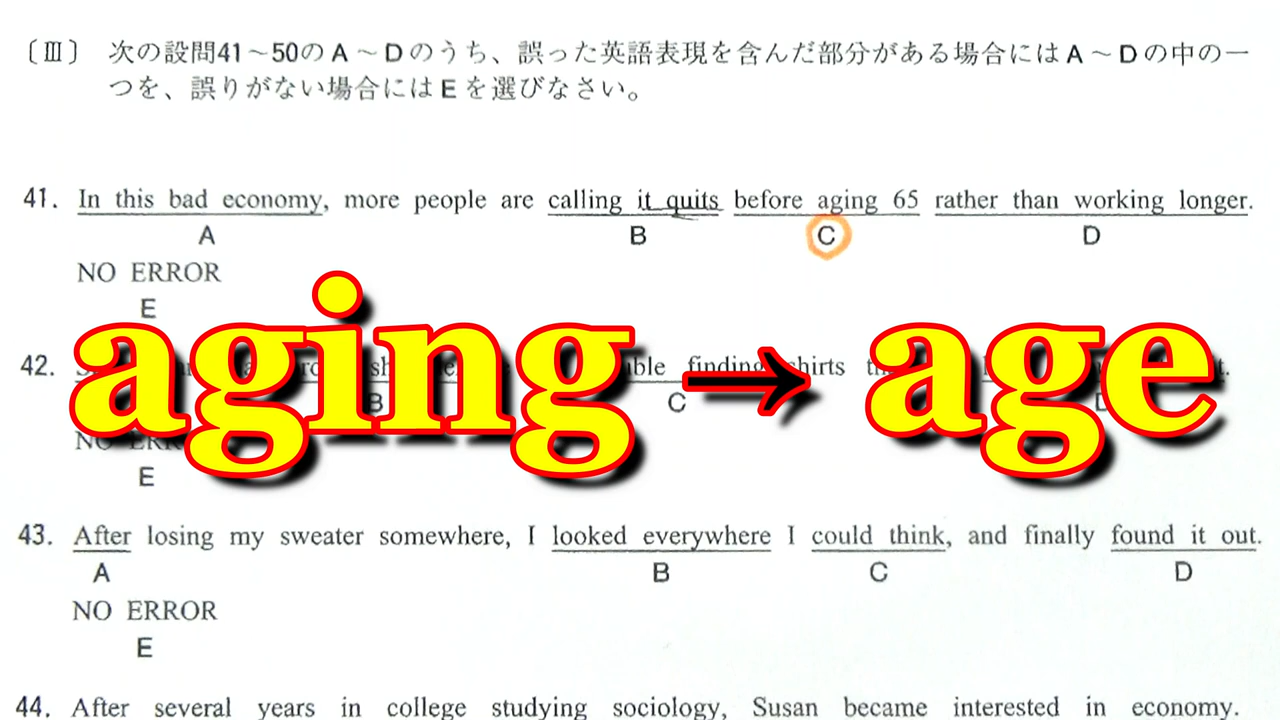 〔Ⅲ〕 次の設問41～50のA～Dのうち、誤った英語表現を含んだ部分がある場合にはA～Dの中の一
つを、誤りがない場合にはEを選びなさい。
41. In this bad economy, more people are calling it quits before aging 65 rather than working longer.
A B C D
NO ERROR
E
aging → age
42. finding shirts
B C D
NO ERR
E
43. After losing my sweater somewhere, I looked everywhere I could think, and finally found it out.
A B C D
NO ERROR
E
44. After several years in college studying sociology, Susan became interested in economy.